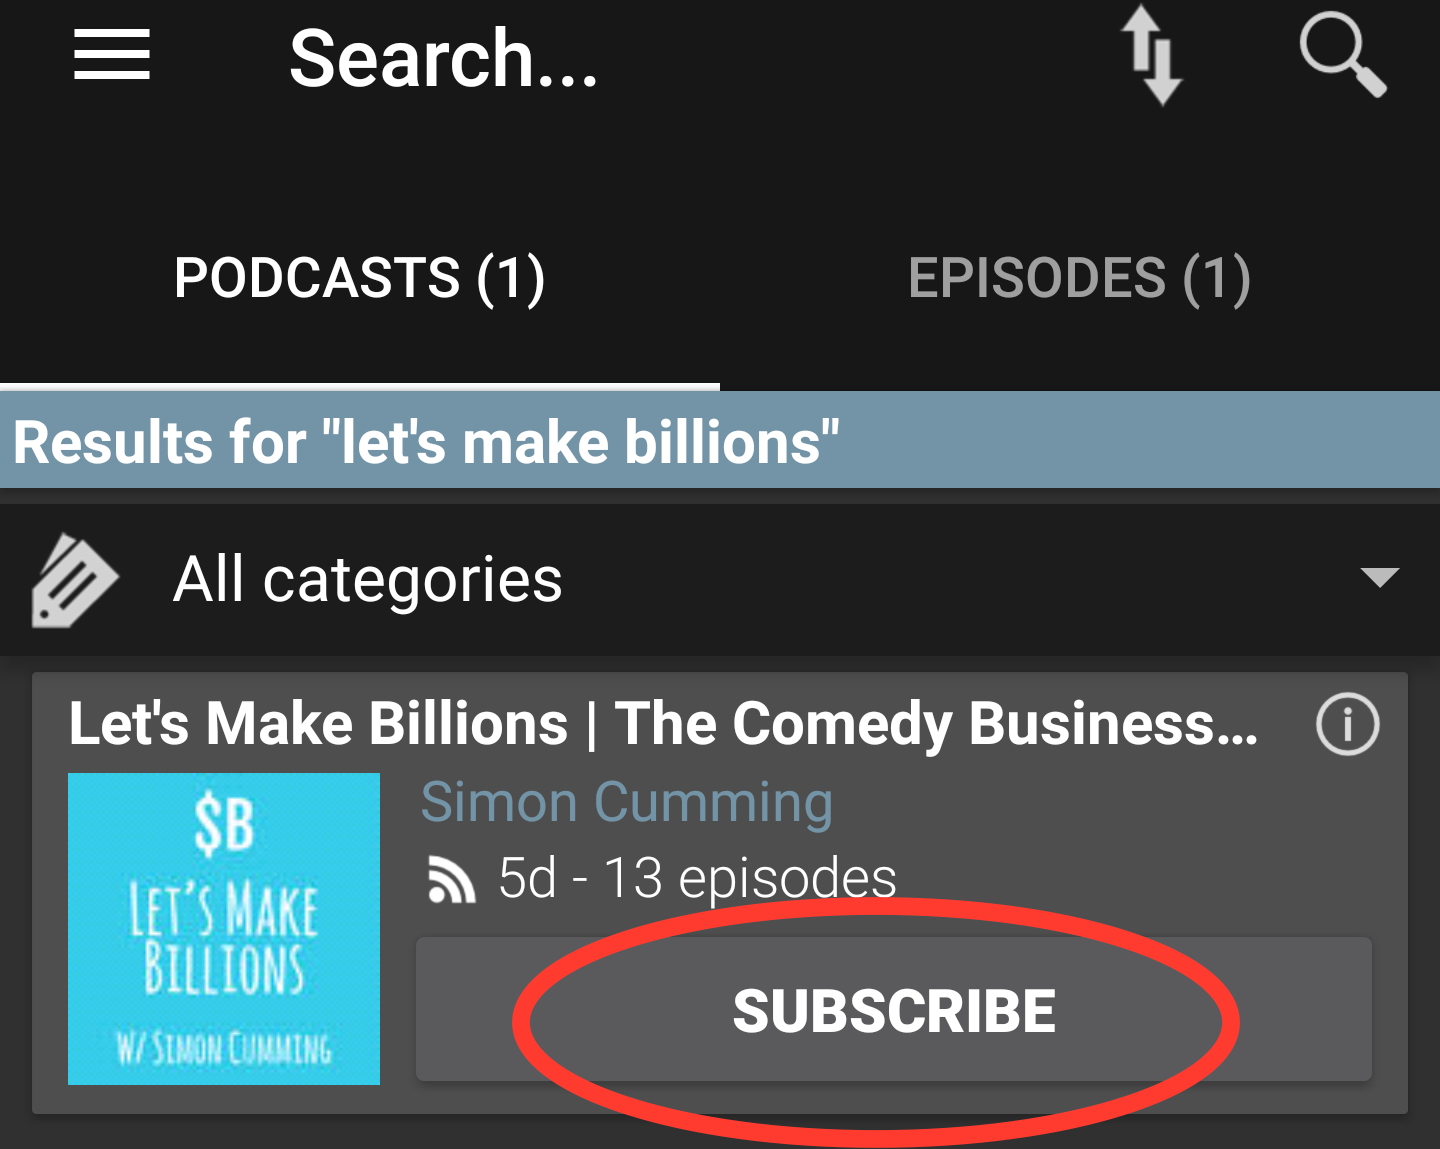 Search...
PODCASTS (1)
EPISODES (1)
Results for "let's make billions"
All categories
Let's Make Billions | The Comedy Business...
$B
LET'S MAKE
BILLIONS
W/ SIMON CUMMING
Simon Cumming
5d - 13 episodes
SUBSCRIBE